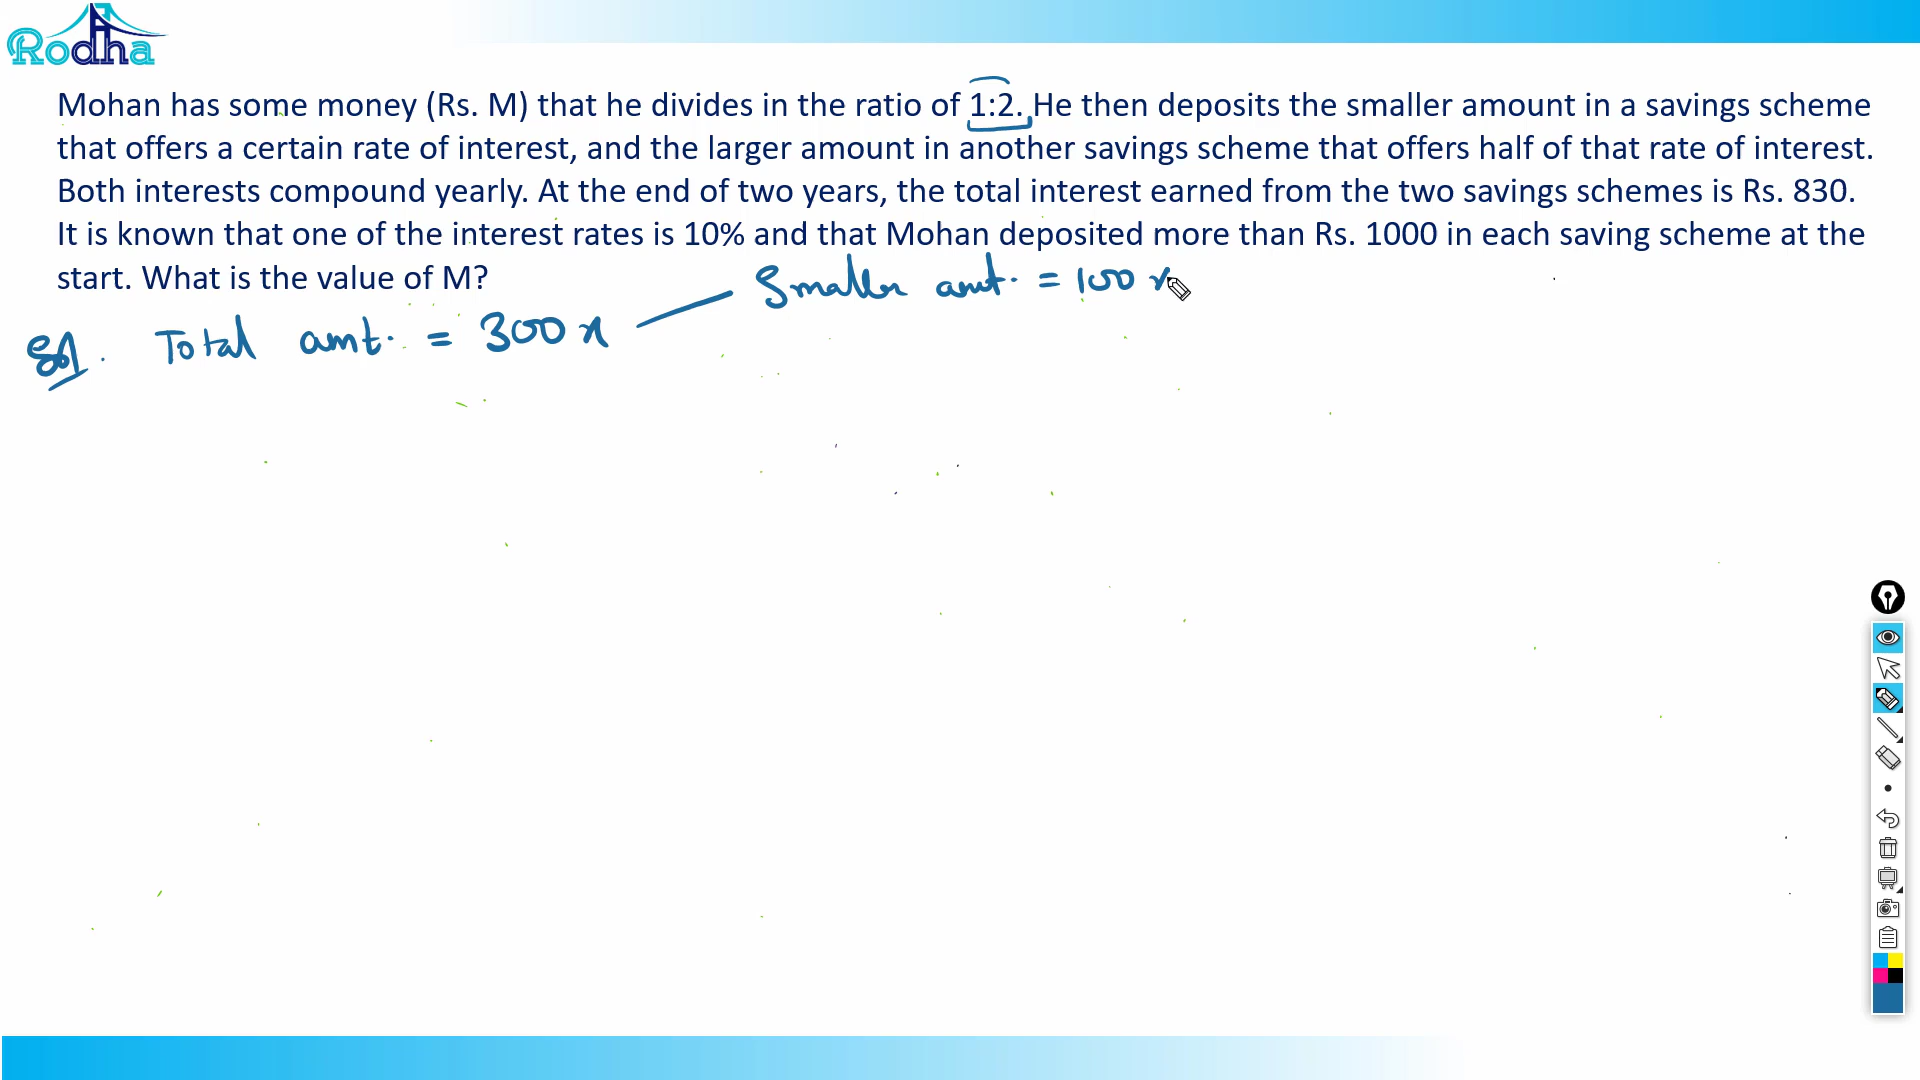 Rodha
Mohan has some money (Rs. M) that he divides in the ratio of 1:2. He then deposits the smaller amount in a savings scheme
that offers a certain rate of interest, and the larger amount in another savings scheme that offers half of that rate of interest.
Both interests compound yearly. At the end of two years, the total interest earned from the two savings schemes is Rs. 830.
It is known that one of the interest rates is 10% and that Mohan deposited more than Rs. 1000 in each saving scheme at the
start. What is the value of M?
Smaller amt. = 100 x
Sol. Total amt. = 300 x